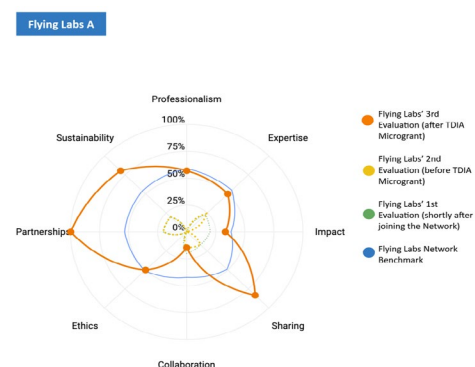 Flying Labs A
Professionalism
100%
Sustainability
Expertise
75%
50%
25%
Partnerships
0%
Impact
Ethics
Sharing
Collaboration
Flying Labs' 3rd
Evaluation (after TDIA
Microgrant)
Flying Labs' 2nd
Evaluation (before TDIA
Microgrant)
Flying Labs' 1st
Evaluation (shortly after
joining the Network)
Flying Labs Network
Benchmark